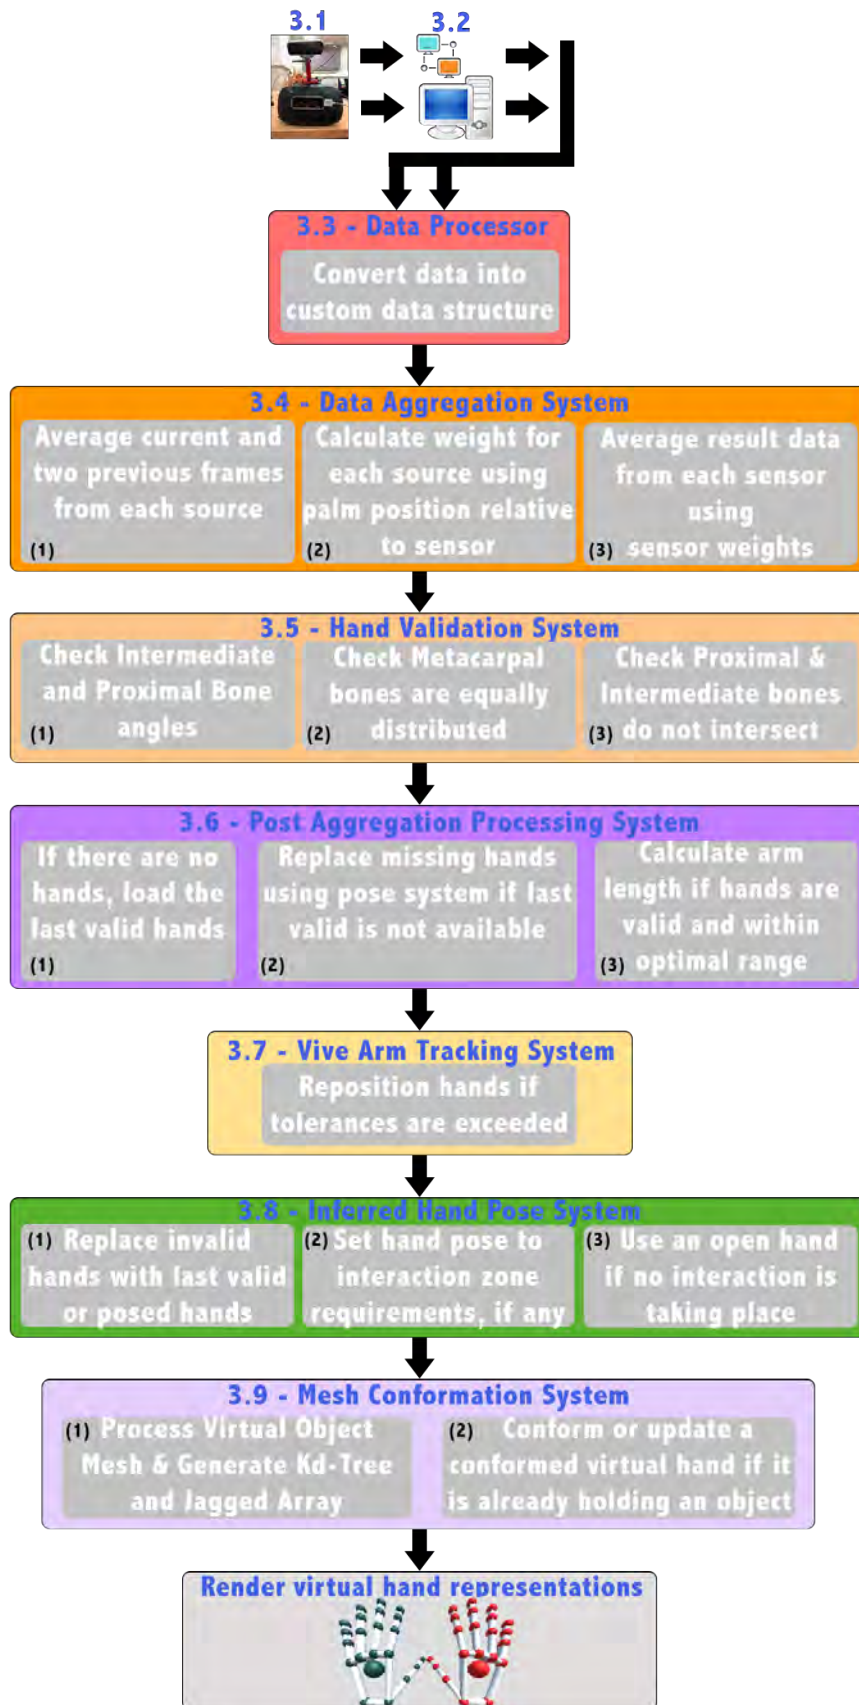 3.1
3.2
3.3 - Data Processor
Convert data into
custom data structure
3.4 - Data Aggregation System
Average current and
two previous frames
from each source
(1)
Calculate weight for
each source using
palm position relative
to sensor
(2)
Average result data
from each sensor
using
sensor weights
(3)
3.5 - Hand Validation System
Check Intermediate
and Proximal Bone
angles
(1)
Check Metacarpal
bones are equally
distributed
(2)
Check Proximal &
Intermediate bones
(3) do not intersect
3.6 - Post Aggregation Processing System
If there are no
hands, load the
last valid hands
(1)
Replace missing hands
using pose system if last
valid is not available
(2)
Calculate arm
length if hands are
valid and within
(3) optimal range
3.7 - Vive Arm Tracking System
Reposition hands if
tolerances are exceeded
3.8 - Inferred Hand Pose System
(1) Replace invalid
hands with last valid
or posed hands
(2) Set hand pose to
interaction zone
requirements, if any
(3) Use an open hand
if no interaction is
taking place
3.9 - Mesh Conformation System
(1) Process Virtual Object
Mesh & Generate Kd-Tree
and Jagged Array
(2) Conform or update a
conformed virtual hand if it
is already holding an object
Render virtual hand representations